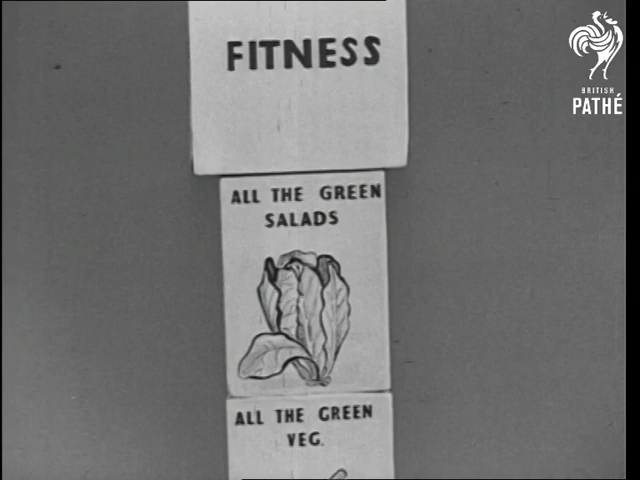 FITNESS
BRITISH
PATHÉ
ALL THE GREEN
SALADS
ALL THE GREEN
VEG.